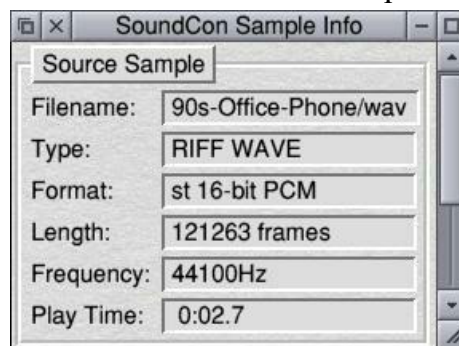 SoundCon Sample Info
Source Sample
Filename: 90s-Office-Phone/wav
Type: RIFF WAVE
Format: st 16-bit PCM
Length: 121263 frames
Frequency: 44100Hz
Play Time: 0:02.7